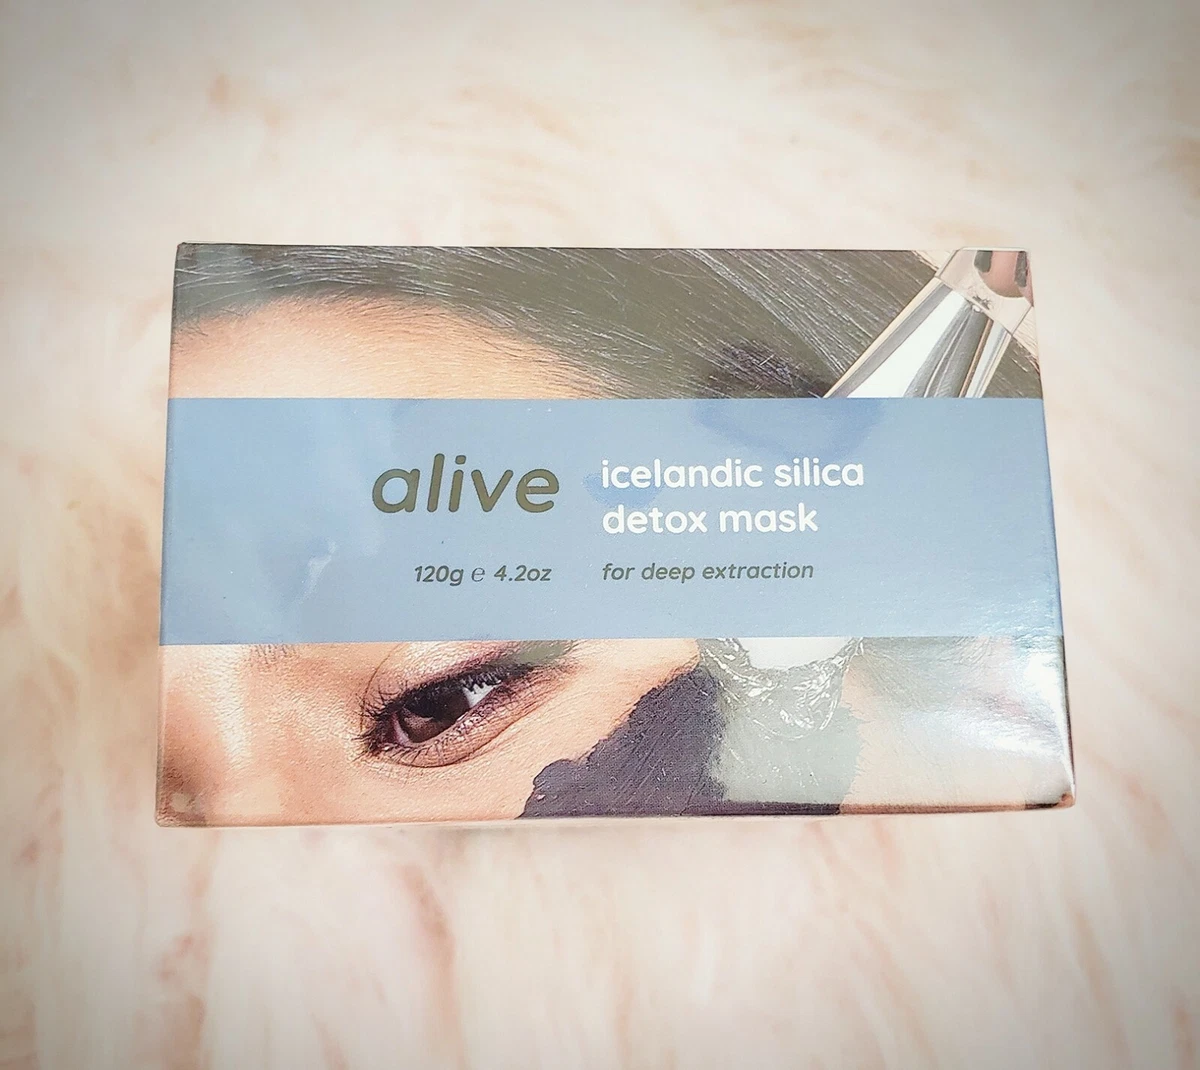 alive
120g ℮ 4.2oz
icelandic silica
detox mask
for deep extraction